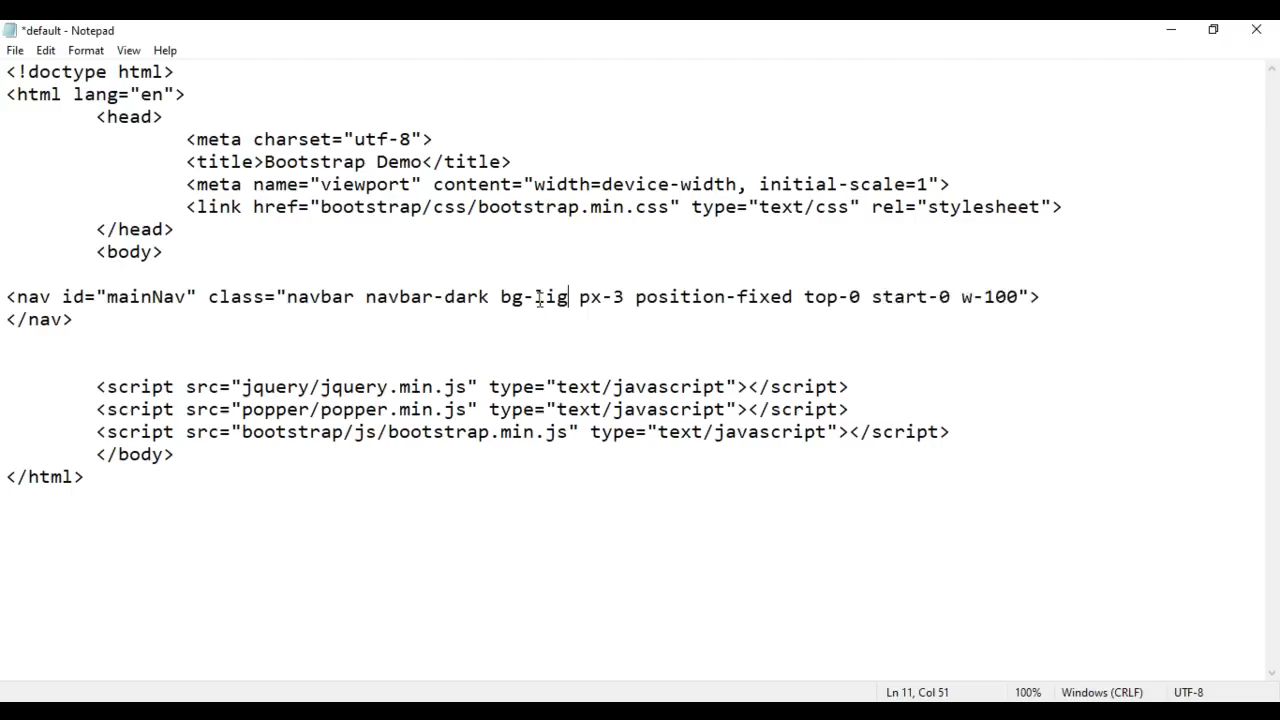 *default - Notepad
File Edit Format View Help
<!doctype html>
<html lang="en">
<head>
<meta charset="utf-8">
<title>Bootstrap Demo</title>
<meta name="viewport" content="width=device-width, initial-scale=1">
<link href="bootstrap/css/bootstrap.min.css" type="text/css" rel="stylesheet">
</head>
<body>
<nav id="mainNav" class="navbar navbar-dark bg-lig px-3 position-fixed top-0 start-0 w-100">
</nav>
<script src="jquery/jquery.min.js" type="text/javascript"></script>
<script src="popper/popper.min.js" type="text/javascript"></script>
<script src="bootstrap/js/bootstrap.min.js" type="text/javascript"></script>
</body>
</html>
Ln 11, Col 51 100% Windows (CRLF) UTF-8